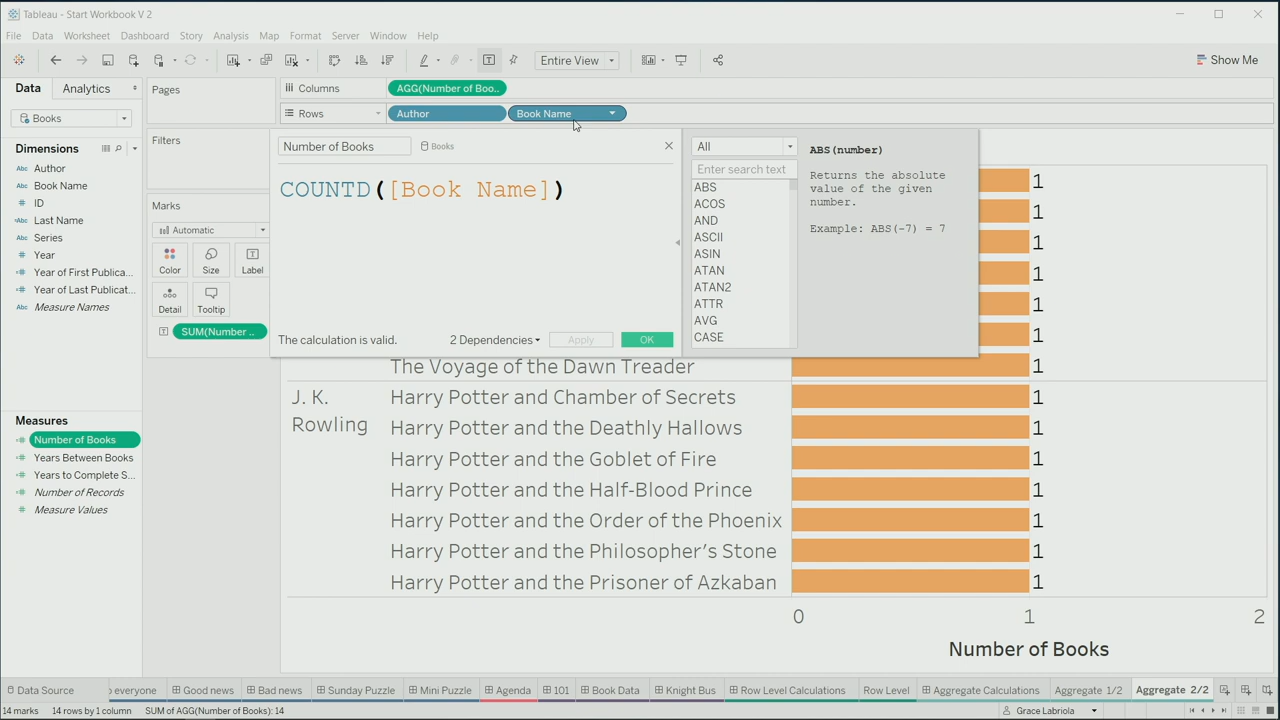 Tableau - Start Workbook V 2
File Data Worksheet Dashboard Story Analysis Map Format Server Window Help
Entire View
Show Me
Data Analytics
Books
Dimensions
Abc Author
Abc Book Name
# ID
=Abc Last Name
Abc Series
# Year
=# Year of First Publica...
=# Year of Last Publicat...
Abc Measure Names
Measures
=# Number of Books
=# Years Between Books
=# Years to Complete S...
=# Number of Records
# Measure Values
Pages
Filters
Marks
Automatic
Color Size Label
Detail Tooltip
SUM(Number ..
Columns AGG(Number of Boo..
Rows Author Book Name
Number of Books Books
COUNTD([Book Name])
The calculation is valid. 2 Dependencies Apply OK
All
Enter search text
ABS
ACOS
AND
ASCII
ASIN
ATAN
ATAN2
ATTR
AVG
CASE
ABS(number)
Returns the absolute
value of the given
number.
Example: ABS(-7) = 7
1
1
1
1
1
1
The Voyage of the Dawn Treader 1
J. K.
Rowling
Harry Potter and Chamber of Secrets 1
Harry Potter and the Deathly Hallows 1
Harry Potter and the Goblet of Fire 1
Harry Potter and the Half-Blood Prince 1
Harry Potter and the Order of the Phoenix 1
Harry Potter and the Philosopher's Stone 1
Harry Potter and the Prisoner of Azkaban 1
0 1 2
Number of Books
Data Source o everyone Good news Bad news Sunday Puzzle Mini Puzzle Agenda 101 Book Data Knight Bus Row Level Calculations Row Level Aggregate Calculations Aggregate 1/2 Aggregate 2/2
14 marks 14 rows by 1 column SUM of AGG(Number of Books): 14 Grace Labriola